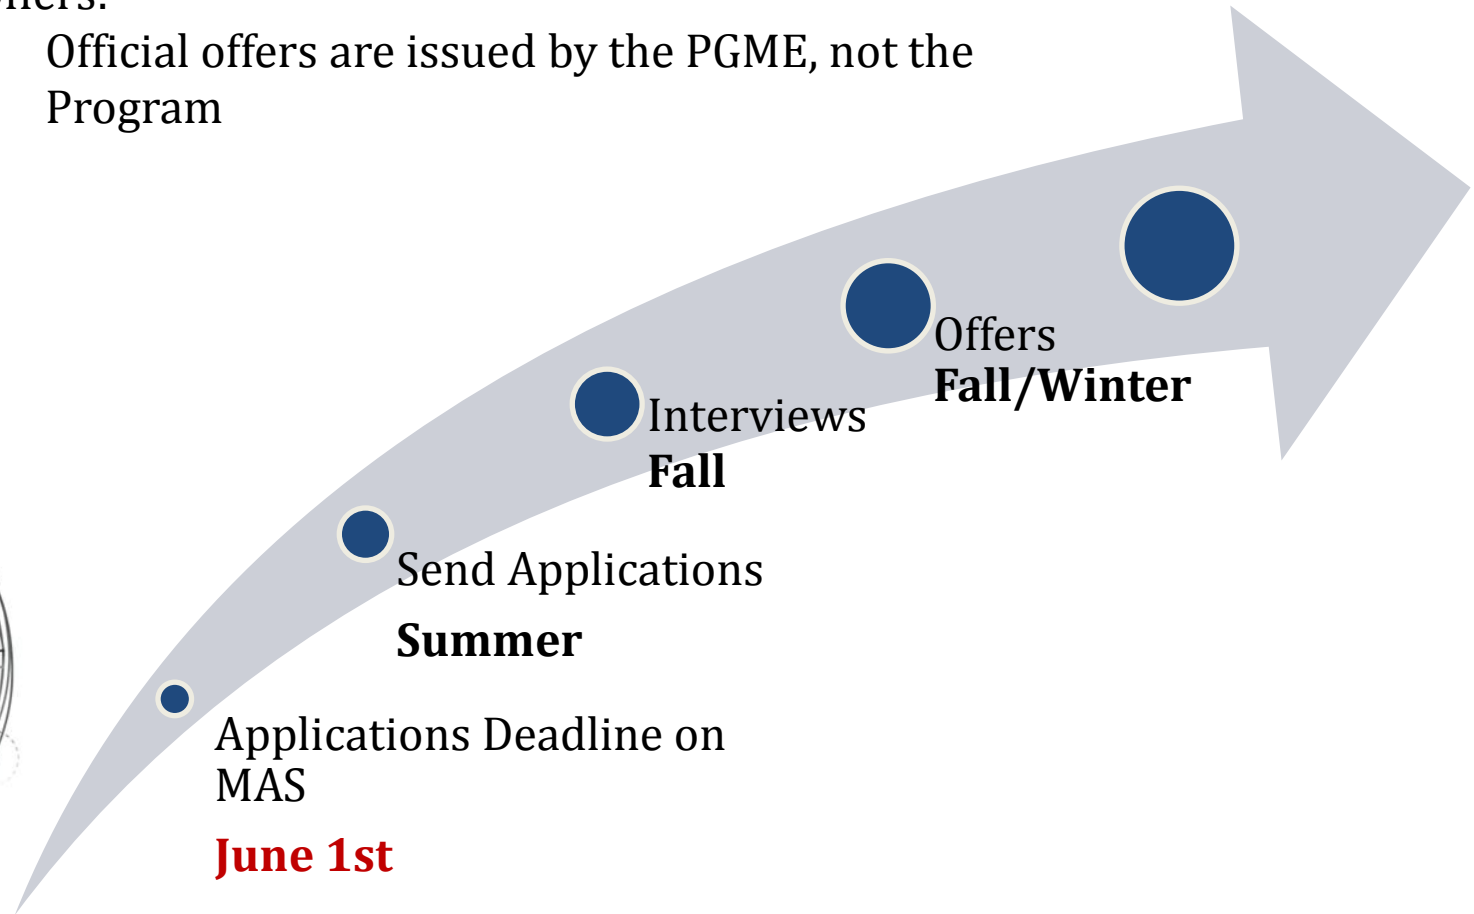 Official offers are issued by the PGME, not the
Program
Offers
Fall/Winter
Interviews
Fall
Send Applications
Summer
Applications Deadline on
MAS
June 1st